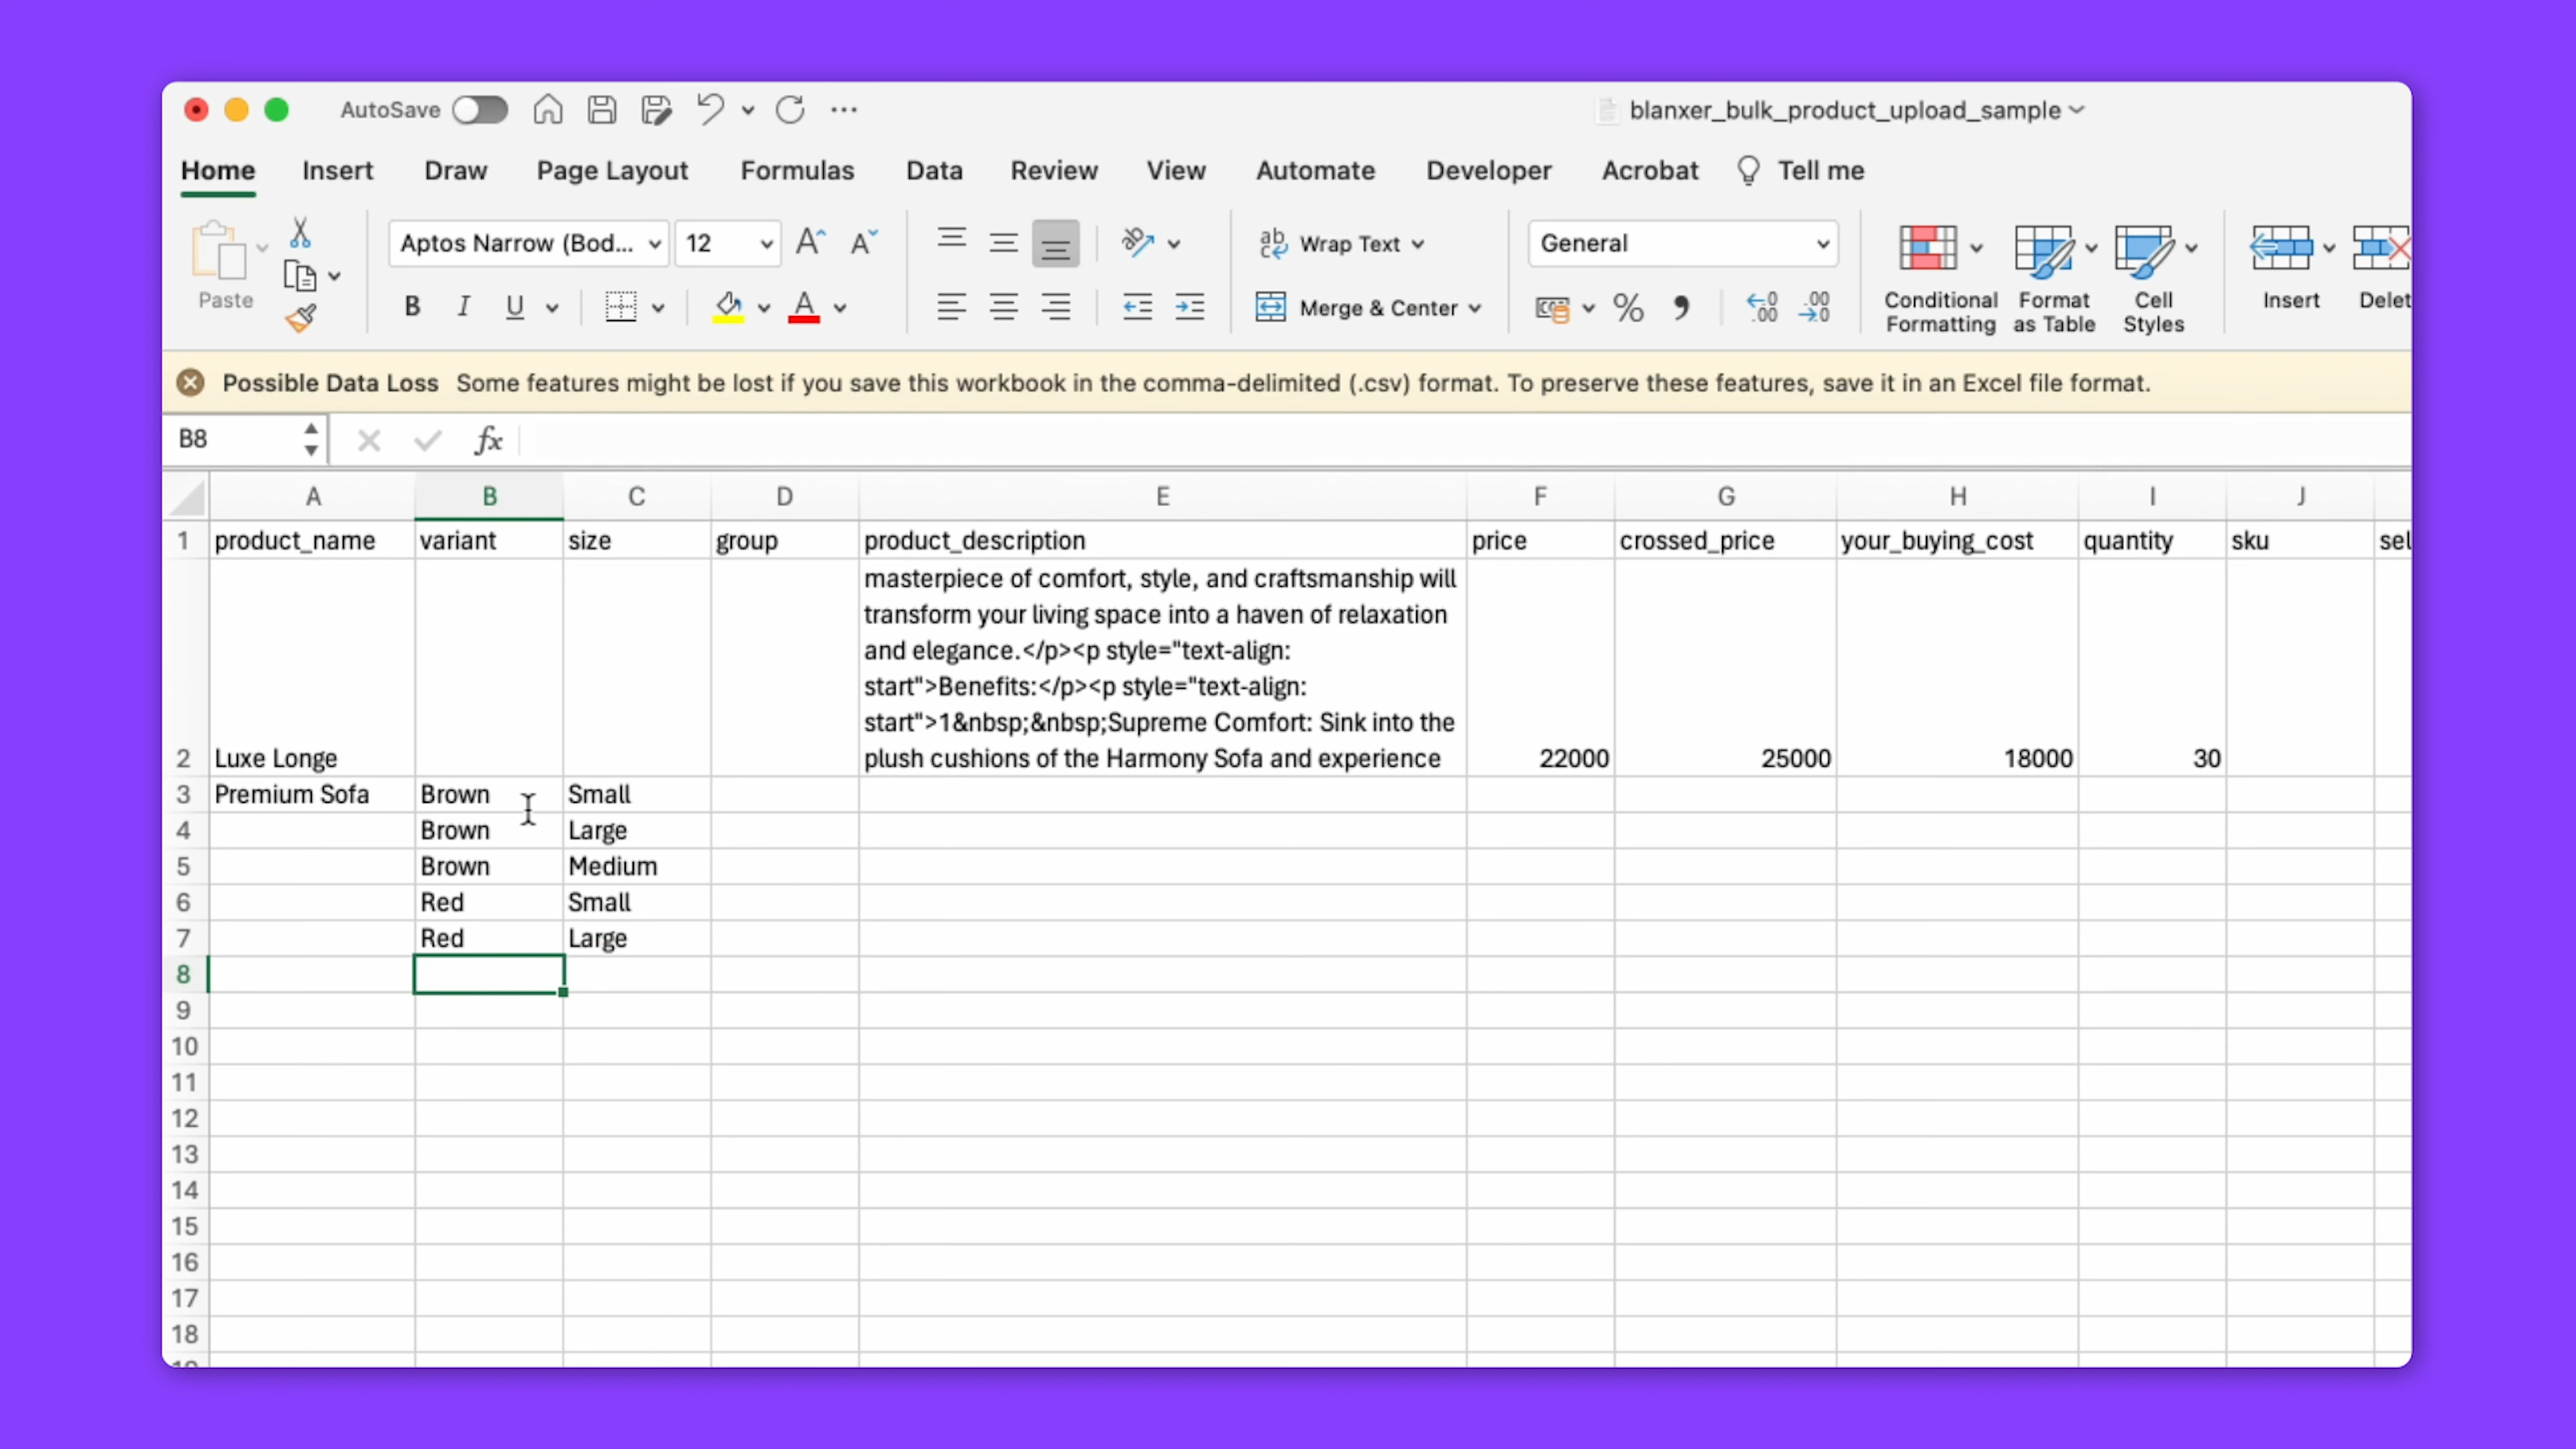 AutoSave
blanxer_bulk_product_upload_sample
Home Insert Draw Page Layout Formulas Data Review View Automate Developer Acrobat Tell me
Paste
Aptos Narrow (Bod... 12
Wrap Text
Merge & Center
General
Conditional Formatting
Format as Table
Cell Styles
Insert
Delet
Possible Data Loss Some features might be lost if you save this workbook in the comma-delimited (.csv) format. To preserve these features, save it in an Excel file format.
B8 fx
A B C D E F G H I J
1 product_name variant size group product_description price crossed_price your_buying_cost quantity sku sel
masterpiece of comfort, style, and craftsmanship will
transform your living space into a haven of relaxation
and elegance.</p><p style="text-align:
start">Benefits:</p><p style="text-align:
start">1&nbsp;&nbsp;Supreme Comfort: Sink into the
2 Luxe Longe plush cushions of the Harmony Sofa and experience 22000 25000 18000 30
3 Premium Sofa Brown Small
4 Brown Large
5 Brown Medium
6 Red Small
7 Red Large
8
9
10
11
12
13
14
15
16
17
18